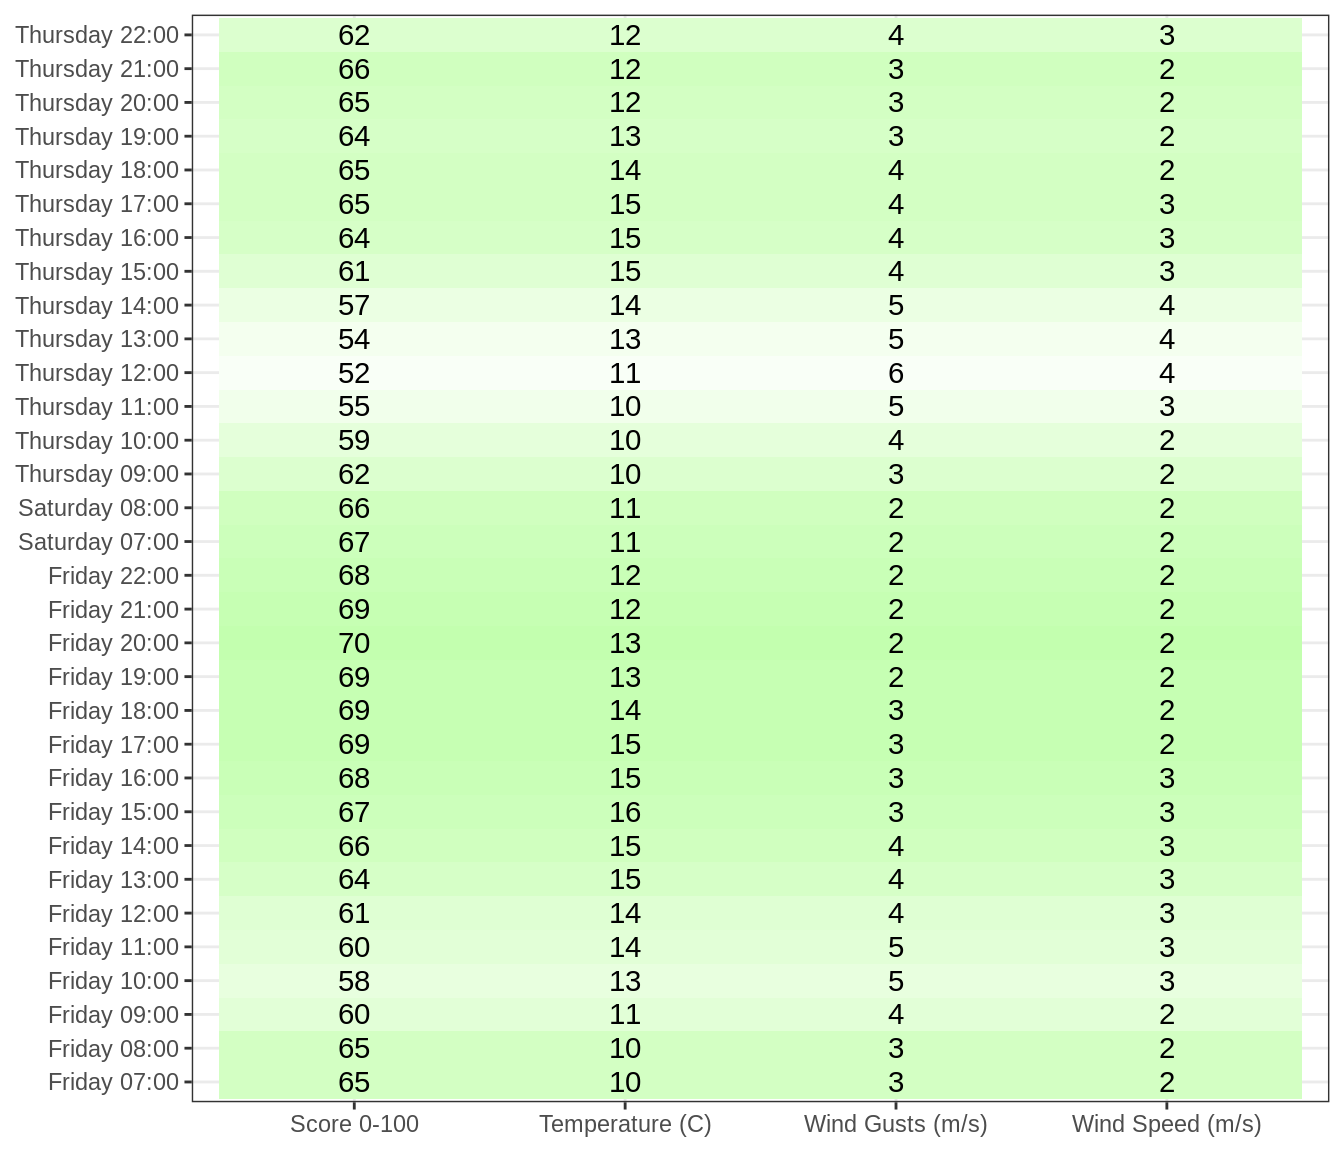 Thursday 22:00 62 12 4 3
Thursday 21:00 66 12 3 2
Thursday 20:00 65 12 3 2
Thursday 19:00 64 13 3 2
Thursday 18:00 65 14 4 2
Thursday 17:00 65 15 4 3
Thursday 16:00 64 15 4 3
Thursday 15:00 61 15 4 3
Thursday 14:00 57 14 5 4
Thursday 13:00 54 13 5 4
Thursday 12:00 52 11 6 4
Thursday 11:00 55 10 5 3
Thursday 10:00 59 10 4 2
Thursday 09:00 62 10 3 2
Saturday 08:00 66 11 2 2
Saturday 07:00 67 11 2 2
Friday 22:00 68 12 2 2
Friday 21:00 69 12 2 2
Friday 20:00 70 13 2 2
Friday 19:00 69 13 2 2
Friday 18:00 69 14 3 2
Friday 17:00 69 15 3 2
Friday 16:00 68 15 3 3
Friday 15:00 67 16 3 3
Friday 14:00 66 15 4 3
Friday 13:00 64 15 4 3
Friday 12:00 61 14 4 3
Friday 11:00 60 14 5 3
Friday 10:00 58 13 5 3
Friday 09:00 60 11 4 2
Friday 08:00 65 10 3 2
Friday 07:00 65 10 3 2
Score 0-100 Temperature (C) Wind Gusts (m/s) Wind Speed (m/s)